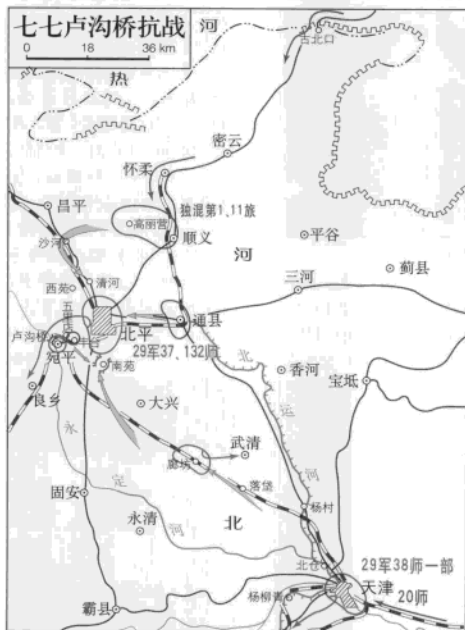 七七卢沟桥抗战
0 18 36 km
河
热
古北口
密云
怀柔
昌平
独混第1、11旅
高丽营
顺义
沙河
平谷
河
蓟县
清河
西苑
三河
五里店
北平
通县
卢沟桥
丰台
宛平
29军37、132师
北
南苑
香河
宝坻
良乡
大兴
运
永
武清
廊坊
河
定
落垡
固安
杨村
永清
河
北
北仓
29军38师一部
天津
杨柳青
20师
霸县